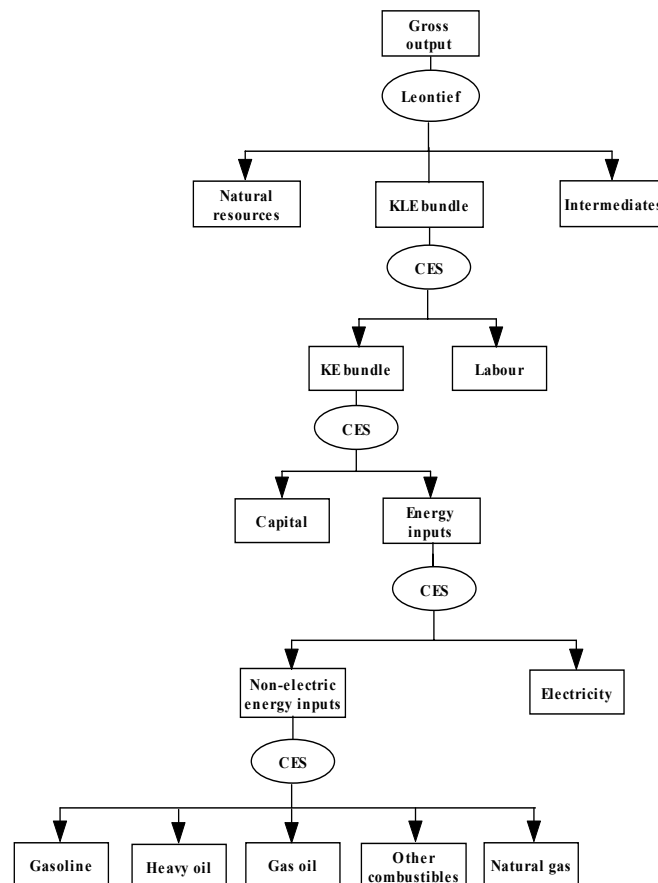 Gross
output
Leontief
Natural
resources
KLE bundle
Intermediates
CES
KE bundle
Labour
CES
Capital
Energy
inputs
CES
Non-electric
energy inputs
Electricity
CES
Gasoline
Heavy oil
Gas oil
Other
combustibles
Natural gas